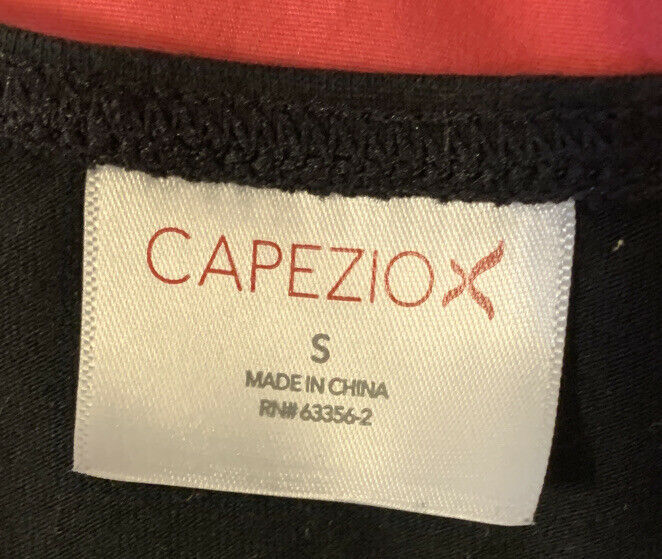 CAPEZIO
S
MADE IN CHINA
RN# 63356-2